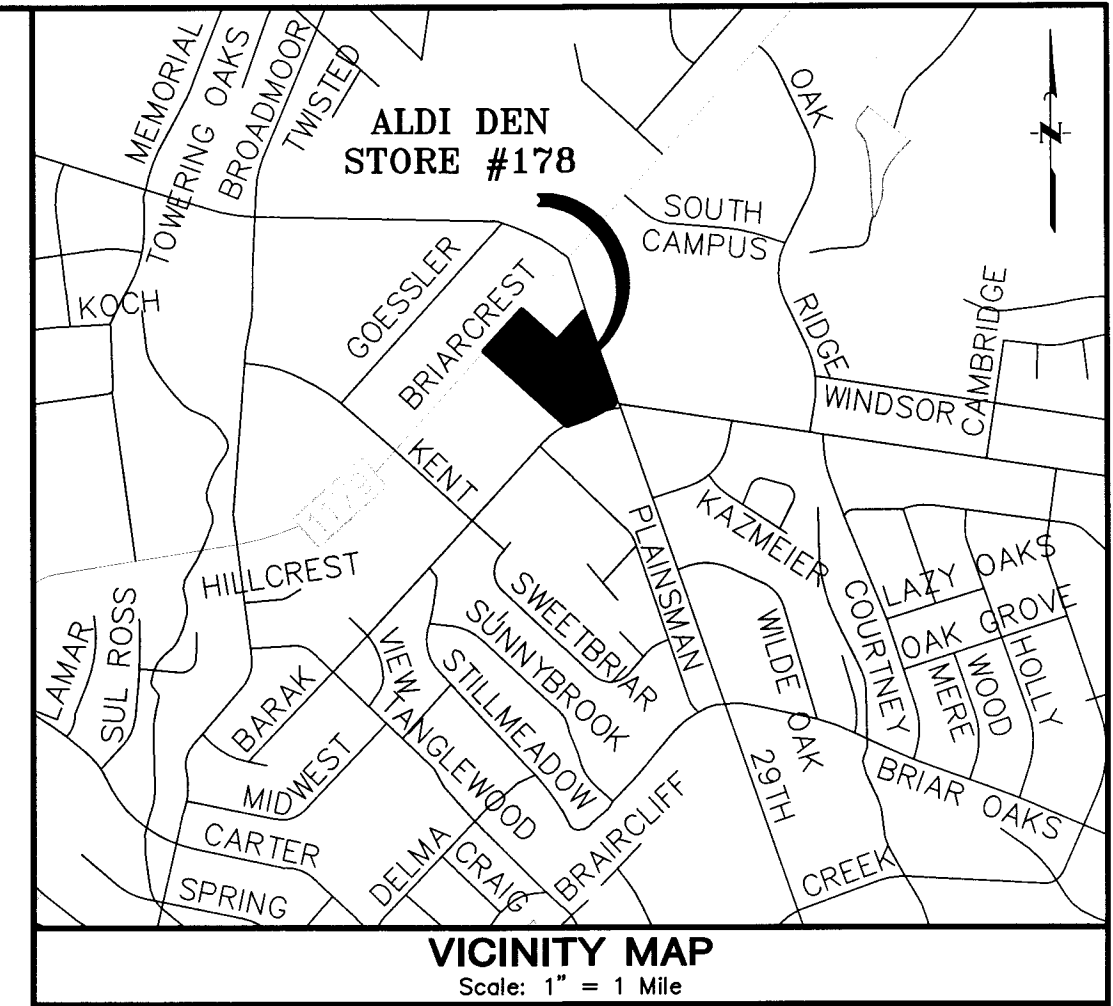 MEMORIAL
TOWERING OAKS
BROADMOOR
TWISTED
ALDI DEN
STORE #178
OAK
N
SOUTH
CAMPUS
GOESSLER
BRIARCREST
KOCH
RIDGE
CAMBRIDGE
WINDSOR
KENT
1179
PLAINSMAN
KAZMEIER
HILLCREST
LAMAR
SUL ROSS
SWEETBRIAR
SUNNYBROOK
COURTNEY
LAZY OAKS
OAK GROVE
WILDE OAK
MERE
WOOD
HOLLY
BARAK
VIEW
STILLMEADOW
TANGLEWOOD
MIDWEST
29TH
BRIAR OAKS
CARTER
DELMA
CRAIG
BRAIRCLIFF
CREEK
SPRING
VICINITY MAP
Scale: 1" = 1 Mile